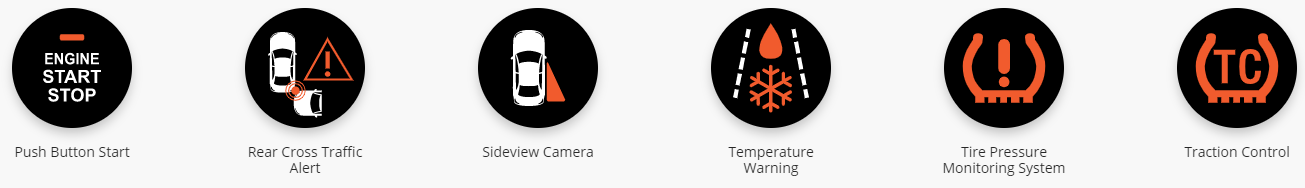 ENGINE
START
STOP
!
!
TC
Push Button Start
Rear Cross Traffic
Alert
Sideview Camera
Temperature
Warning
Tire Pressure
Monitoring System
Traction Control